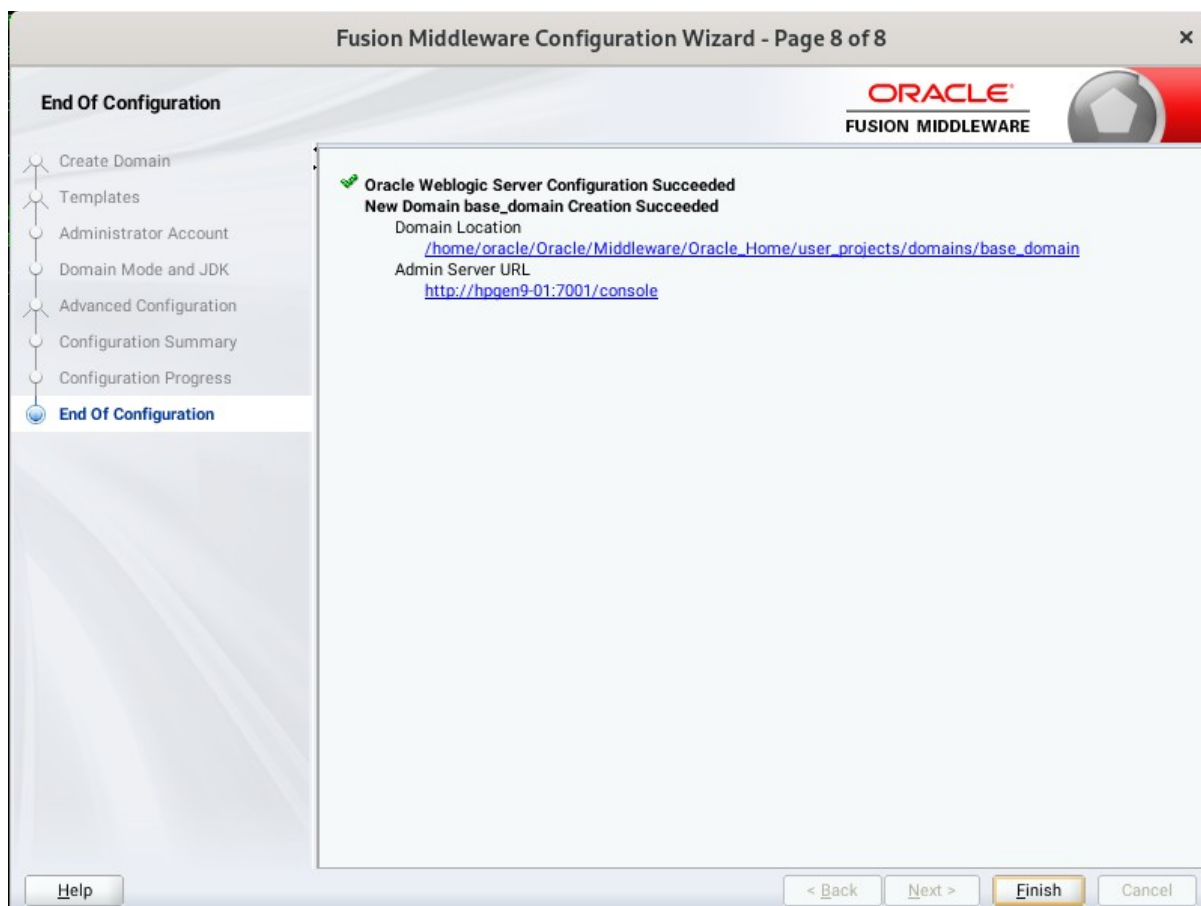 Fusion Middleware Configuration Wizard - Page 8 of 8
End Of Configuration
ORACLE
FUSION MIDDLEWARE
Create Domain
Templates
Administrator Account
Domain Mode and JDK
Advanced Configuration
Configuration Summary
Configuration Progress
End Of Configuration
Oracle Weblogic Server Configuration Succeeded
New Domain base_domain Creation Succeeded
Domain Location
/home/oracle/Oracle/Middleware/Oracle_Home/user_projects/domains/base_domain
Admin Server URL
http://hpgen9-01:7001/console
Help
< Back
Next >
Finish
Cancel